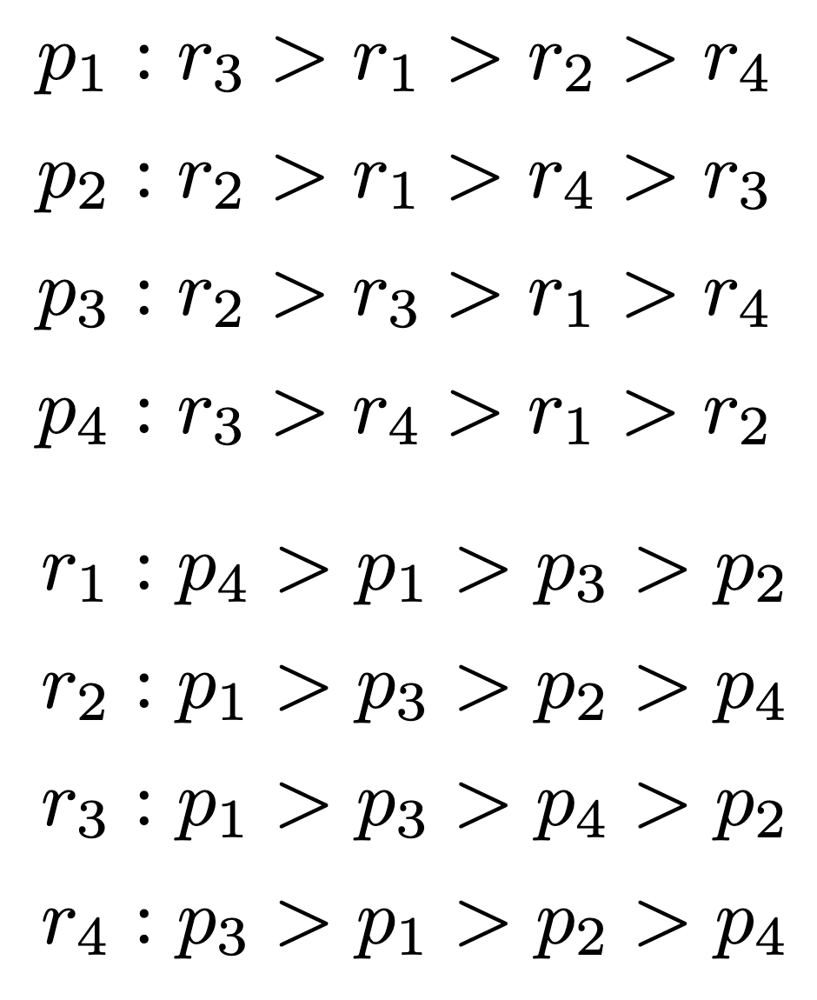 p₁ : r₃ > r₁ > r₂ > r₄
p₂ : r₂ > r₁ > r₄ > r₃
p₃ : r₂ > r₃ > r₁ > r₄
p₄ : r₃ > r₄ > r₁ > r₂
r₁ : p₄ > p₁ > p₃ > p₂
r₂ : p₁ > p₃ > p₂ > p₄
r₃ : p₁ > p₃ > p₄ > p₂
r₄ : p₃ > p₁ > p₂ > p₄